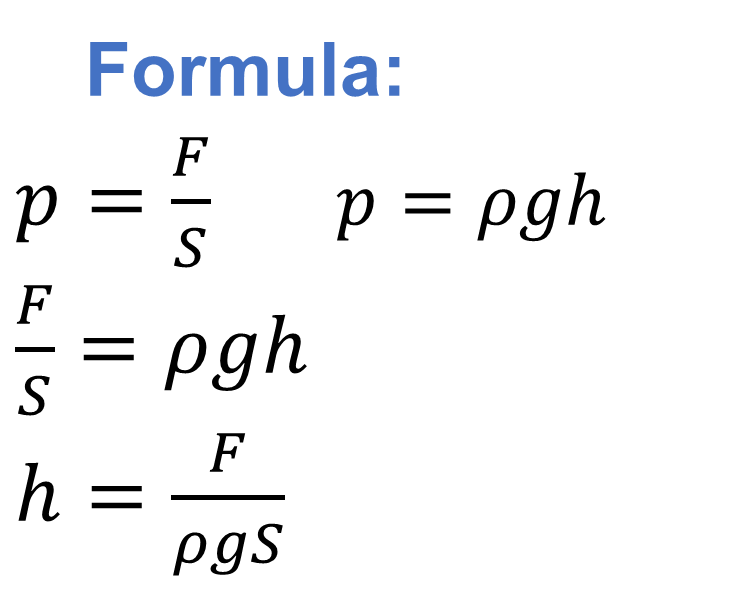 Formula:
p = F/S    p = ρgh
F/S = ρgh
h = F/ρgS